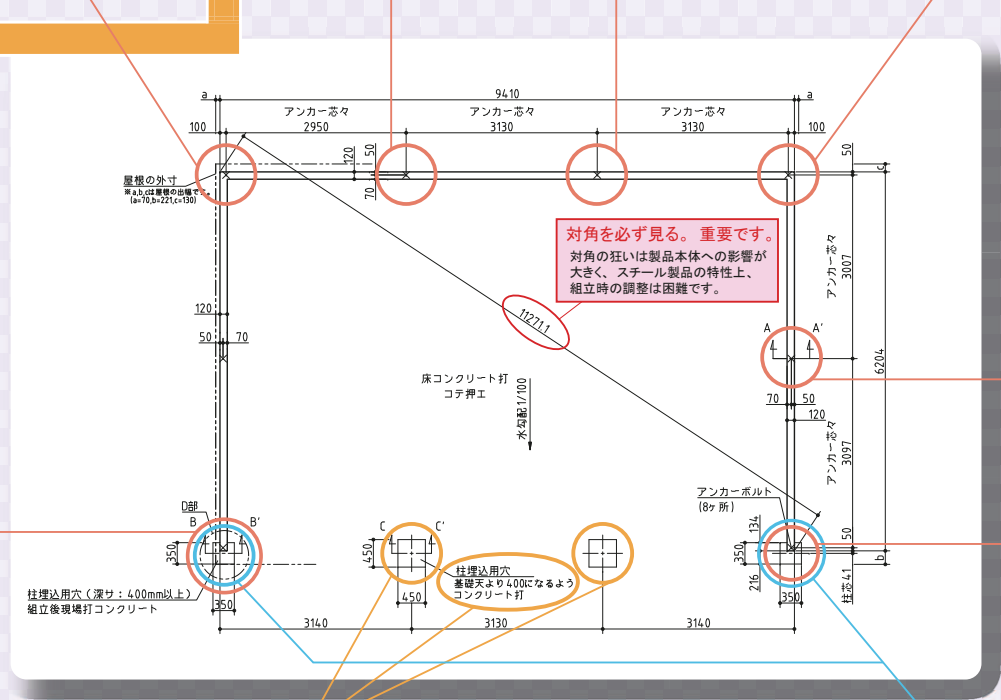 a
9410
a
アンカー芯々
アンカー芯々
アンカー芯々
100
2950
3130
3130
100
50
120
70
50
c
屋根の外寸
※a,b,cは屋根の出幅です。
(a=70,b=221,c=130)
対角を必ず見る。重要です。
対角の狂いは製品本体への影響が
大きく、スチール製品の特性上、
組立時の調整は困難です。
11271.1
アンカー芯々
3007
120
50
70
A
A'
6204
床コンクリート打
コテ押エ
水勾配1/100
70
50
120
アンカー芯々
3097
アンカーボルト
(8ヶ所)
D部
B
B'
C
C'
134
50
350
450
350
b
柱埋込用穴
基礎天より400になるよう
コンクリート打
216
柱芯41
柱埋込用穴(深サ:400mm以上)
組立後現場打コンクリート
350
450
350
3140
3130
3140